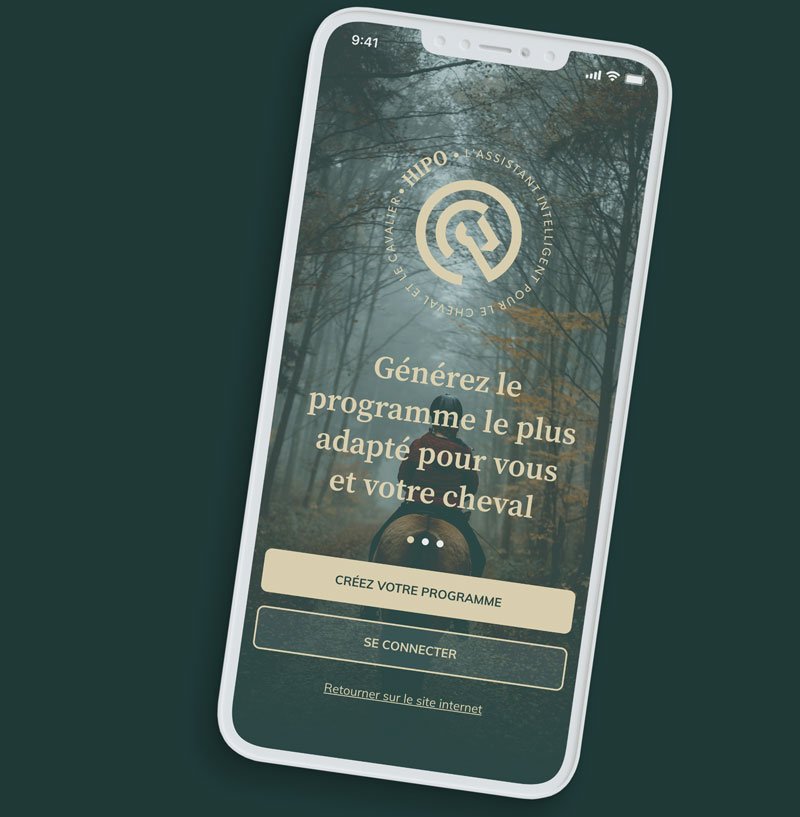 9:41
HIPO • L'ASSISTANT INTELLIGENT POUR LE CHEVAL ET LE CAVALIER •
Générez le
programme le plus
adapté pour vous
et votre cheval
CRÉEZ VOTRE PROGRAMME
SE CONNECTER
Retourner sur le site internet